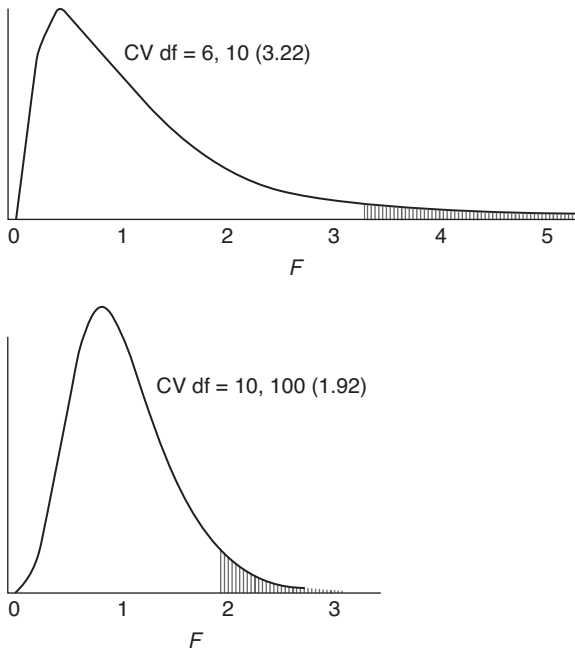 CV df = 6, 10 (3.22)
0 1 2 3 4 5
F
CV df = 10, 100 (1.92)
0 1 2 3
F